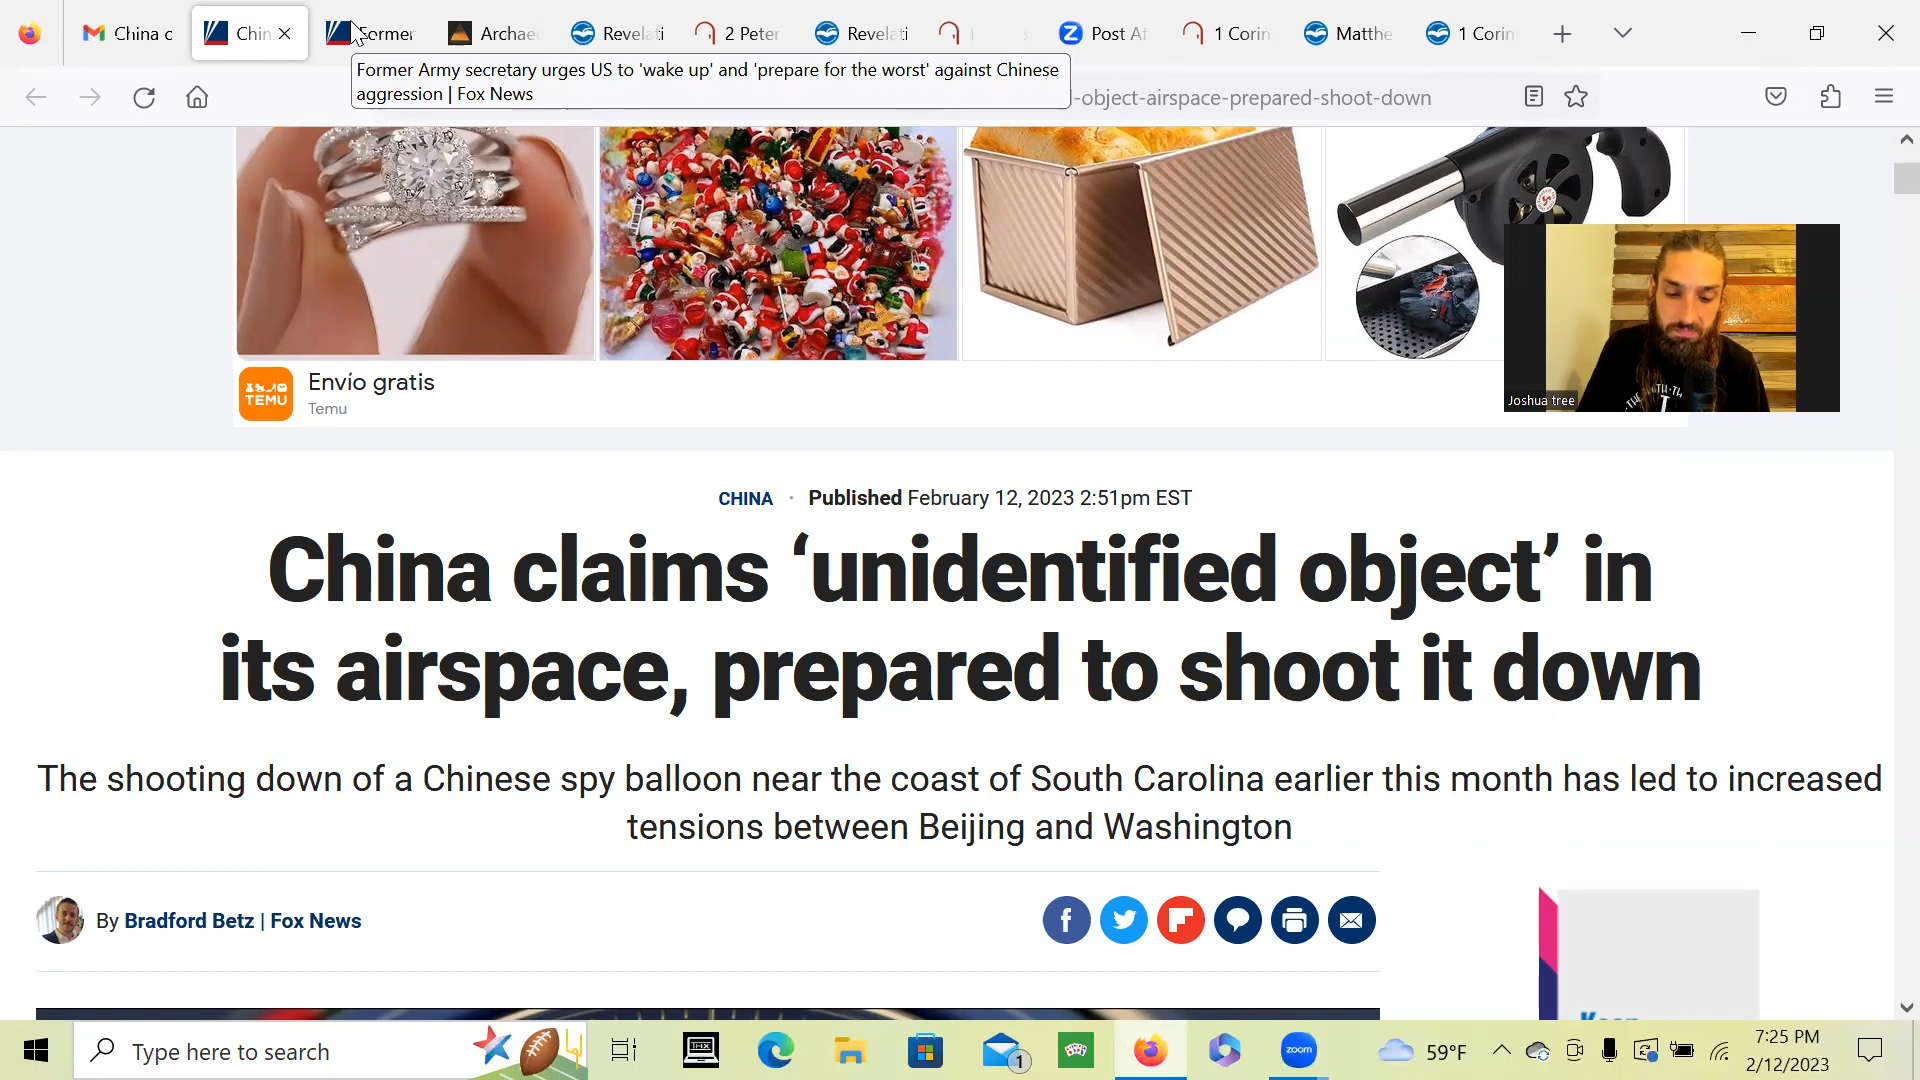 China c
Chin
Former
Archae
Revelati
2 Peter
Revelati
Post Af
1 Corin
Matthe
1 Corin
Former Army secretary urges US to 'wake up' and 'prepare for the worst' against Chinese
aggression | Fox News
-object-airspace-prepared-shoot-down
TEMU
Envío gratis
Temu
Joshua tree
CHINA · Published February 12, 2023 2:51pm EST
China claims ‘unidentified object’ in
its airspace, prepared to shoot it down
The shooting down of a Chinese spy balloon near the coast of South Carolina earlier this month has led to increased
tensions between Beijing and Washington
By Bradford Betz | Fox News
Type here to search
THX
zoom
1
59°F
7:25 PM
2/12/2023